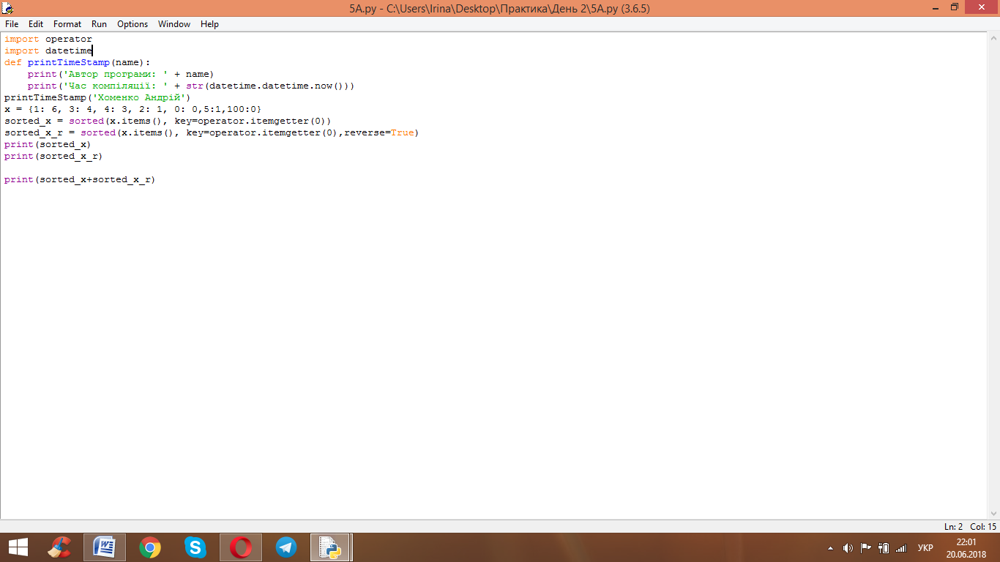 5A.py - C:\Users\Irina\Desktop\Практика\День 2\5A.py (3.6.5)
File Edit Format Run Options Window Help
import operator
import datetime
def printTimeStamp(name):
    print('Автор програми: ' + name)
    print('Час компіляції: ' + str(datetime.datetime.now()))
printTimeStamp('Хоменко Андрій')
x = {1: 6, 3: 4, 4: 3, 2: 1, 0: 0,5:1,100:0}
sorted_x = sorted(x.items(), key=operator.itemgetter(0))
sorted_x_r = sorted(x.items(), key=operator.itemgetter(0),reverse=True)
print(sorted_x)
print(sorted_x_r)
print(sorted_x+sorted_x_r)
Ln: 2 Col: 15
УКР
22:01
20.06.2018